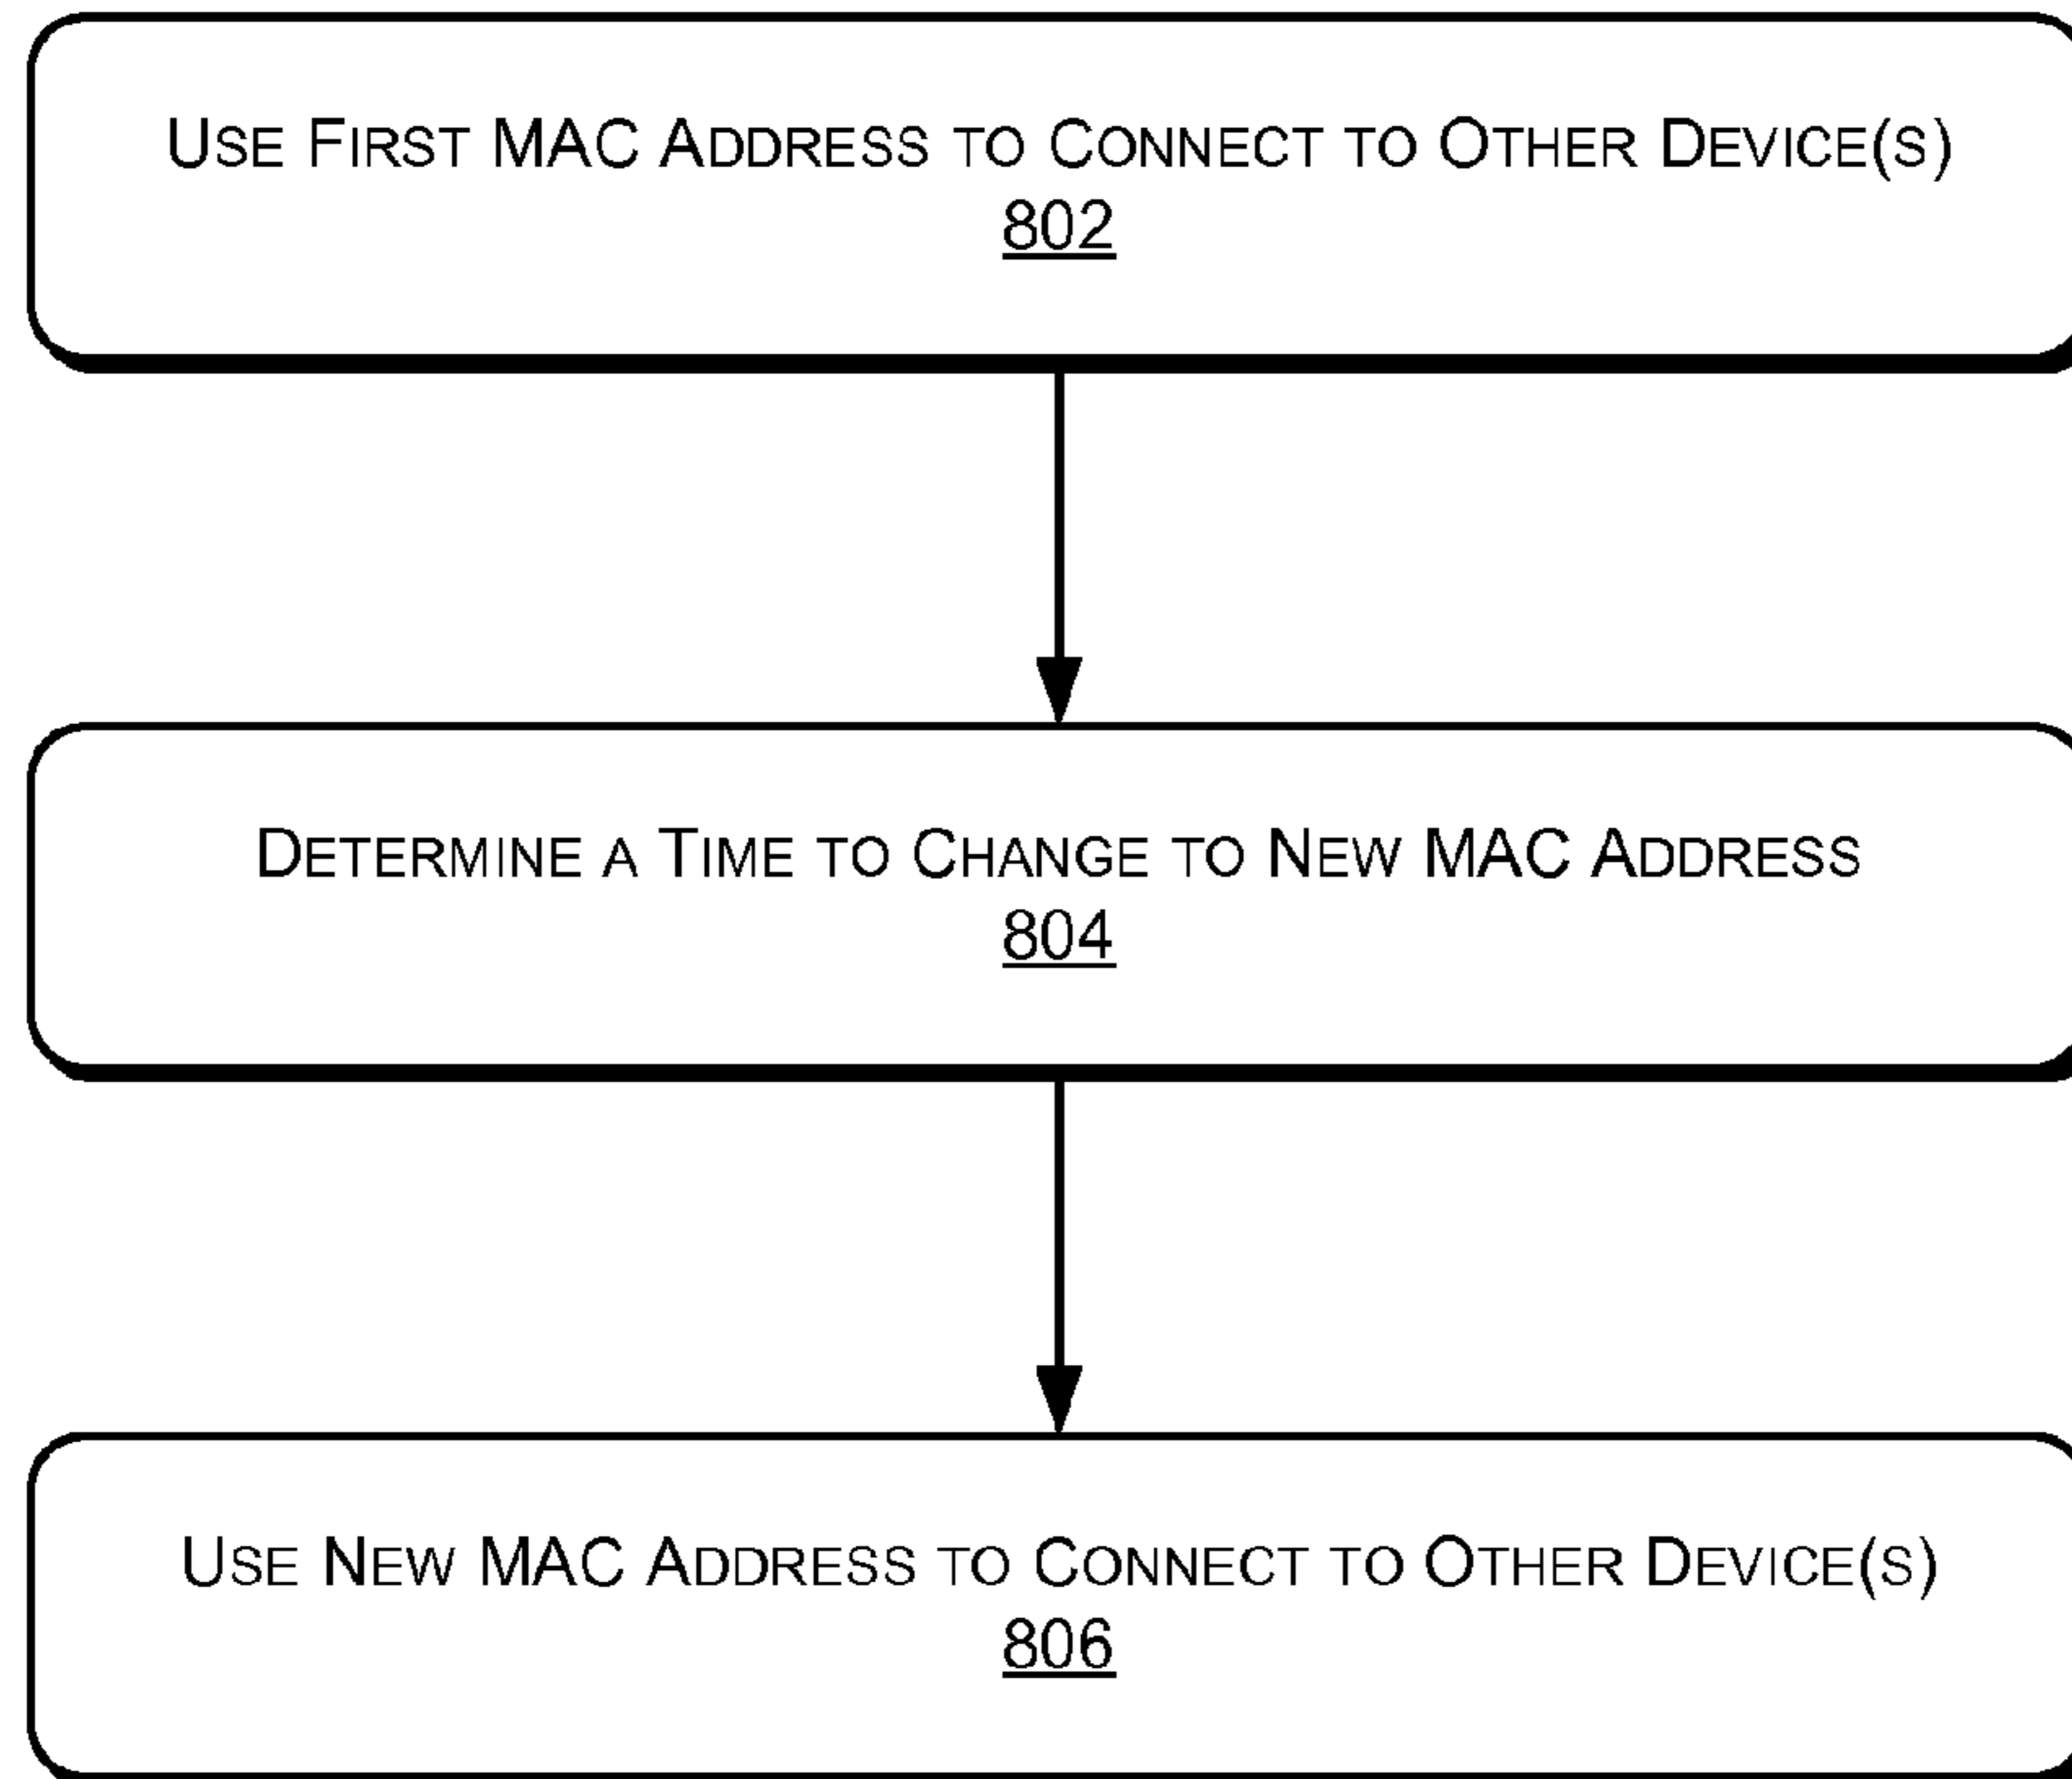 Use First MAC Address to Connect to Other Device(s)
802
Determine a Time to Change to New MAC Address
804
Use New MAC Address to Connect to Other Device(s)
806